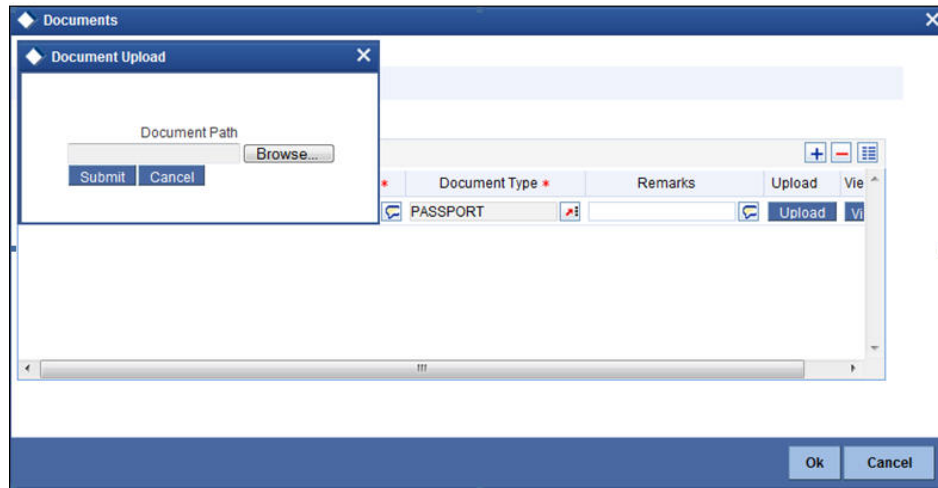 Documents
Document Upload
Document Path
Browse...
Submit Cancel
* Document Type * Remarks Upload Vie
PASSPORT Upload Vi
Ok Cancel